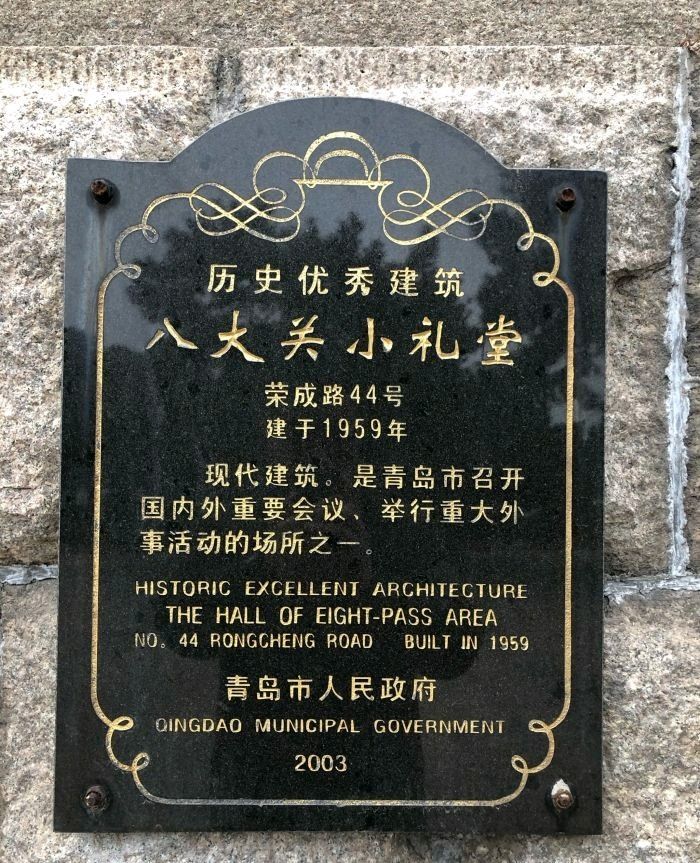 历史优秀建筑
八大关小礼堂
荣成路44号
建于1959年
现代建筑。是青岛市召开
国内外重要会议、举行重大外
事活动的场所之一。
HISTORIC EXCELLENT ARCHITECTURE
THE HALL OF EIGHT-PASS AREA
NO. 44 RONGCHENG ROAD BUILT IN 1959
青岛市人民政府
QINGDAO MUNICIPAL GOVERNMENT
2003